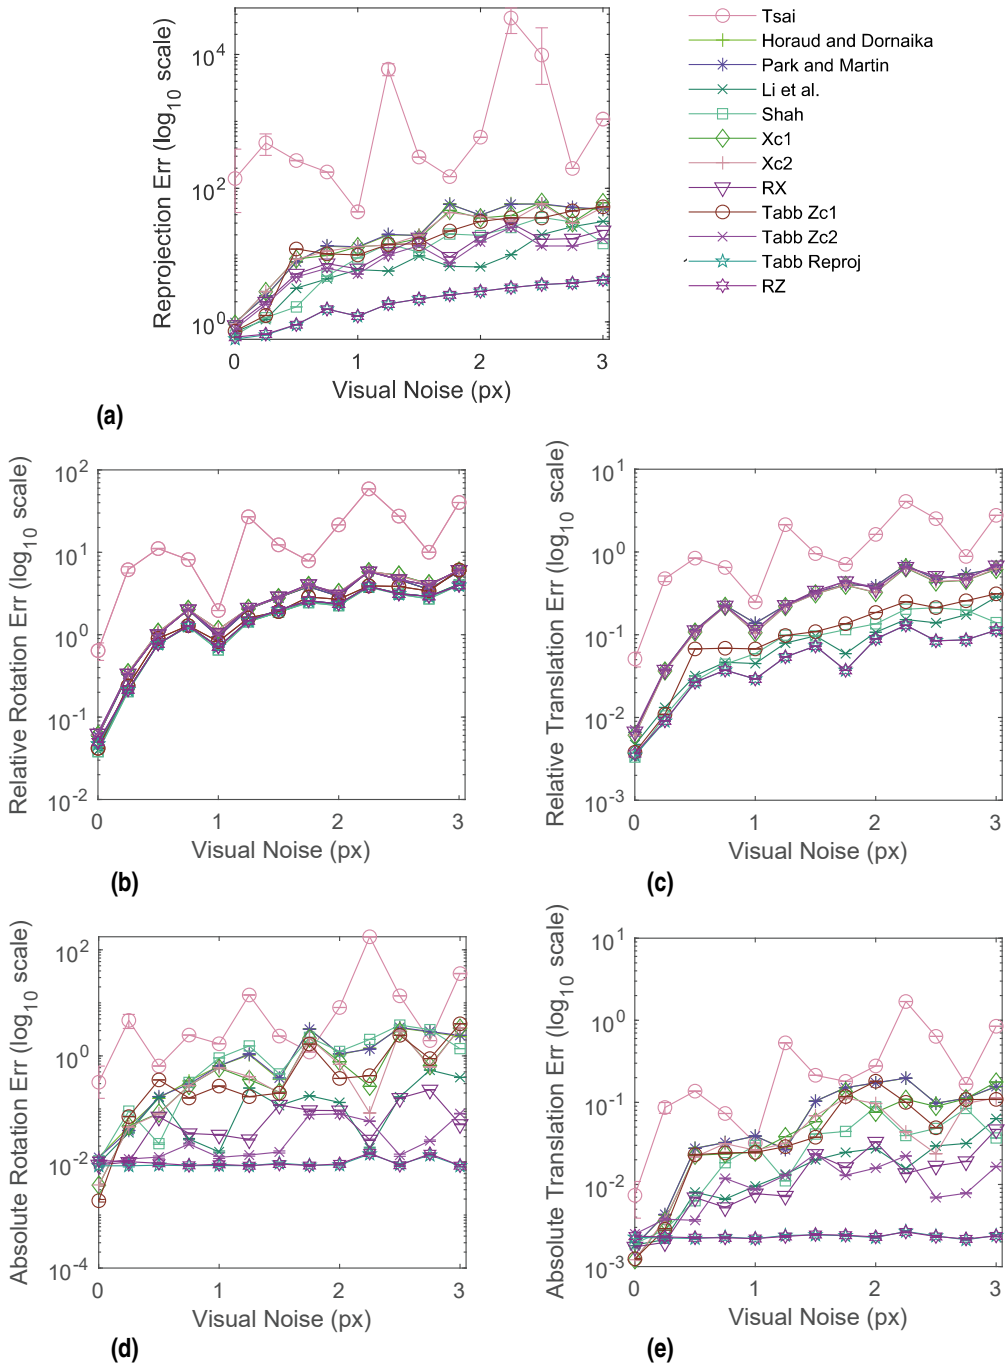 Reprojection Err (log10 scale)
10^4
10^2
10^0
0 1 2 3
Visual Noise (px)
(a)
Tsai
Horaud and Dornaika
Park and Martin
Li et al.
Shah
Xc1
Xc2
RX
Tabb Zc1
Tabb Zc2
Tabb Reproj
RZ
Relative Rotation Err (log10 scale)
10^2
10^1
10^0
10^-1
10^-2
0 1 2 3
Visual Noise (px)
(b)
Relative Translation Err (log10 scale)
10^1
10^0
10^-1
10^-2
10^-3
0 1 2 3
Visual Noise (px)
(c)
Absolute Rotation Err (log10 scale)
10^2
10^0
10^-2
10^-4
0 1 2 3
Visual Noise (px)
(d)
Absolute Translation Err (log10 scale)
10^1
10^0
10^-1
10^-2
10^-3
0 1 2 3
Visual Noise (px)
(e)